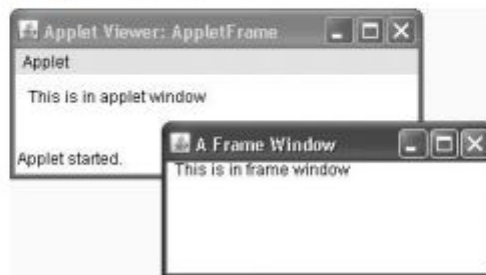 Applet Viewer: AppletFrame
Applet
This is in applet window
Applet started.
A Frame Window
This is in frame window